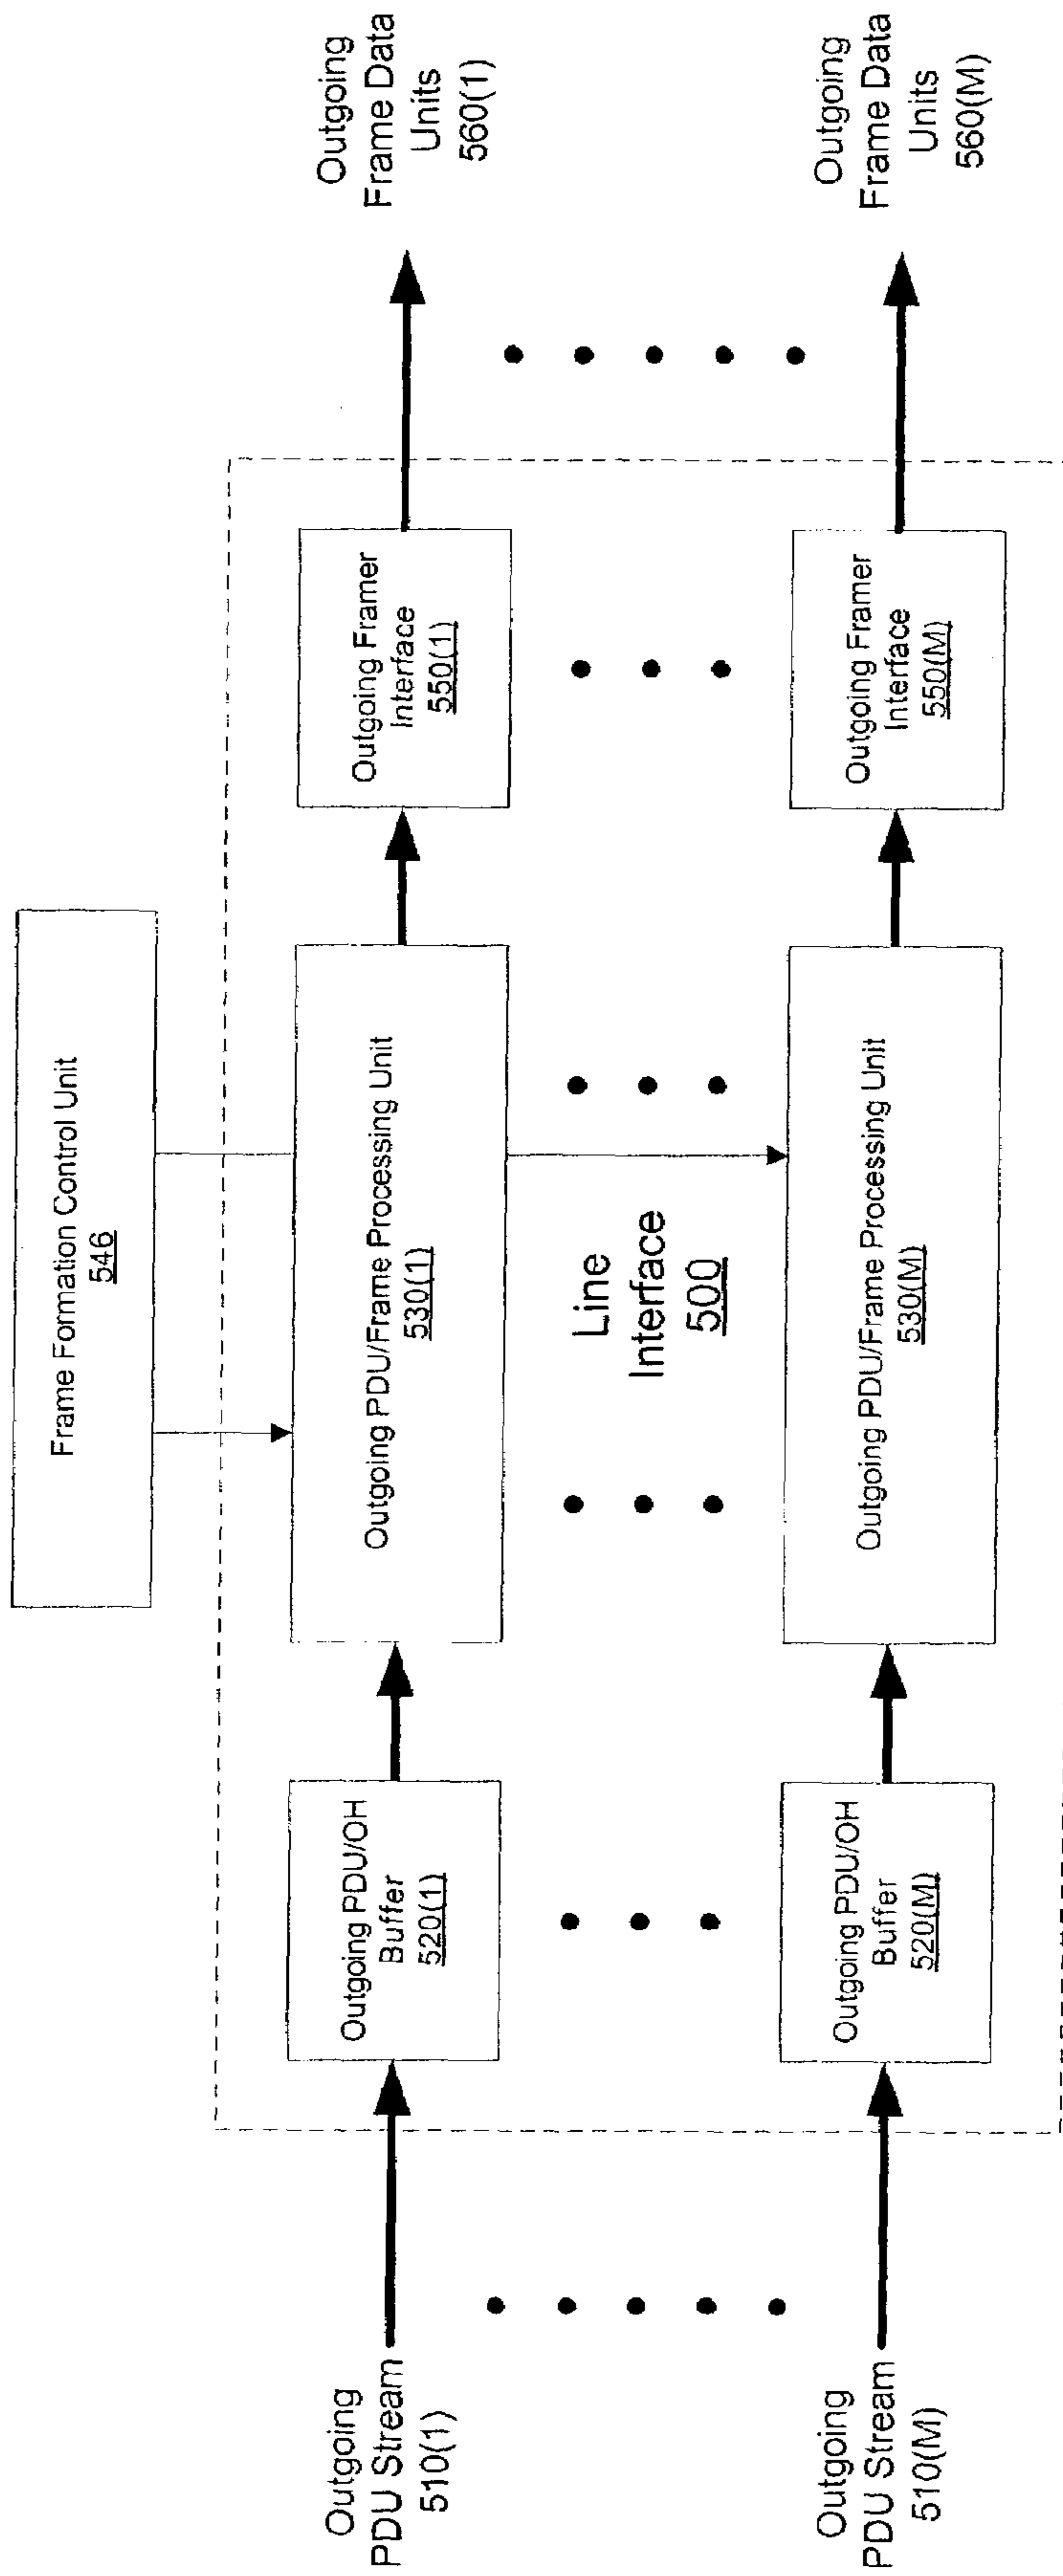 Frame Formation Control Unit
546
Outgoing
PDU Stream
510(1)
Outgoing PDU/OH
Buffer
520(1)
Outgoing PDU/Frame Processing Unit
530(1)
Outgoing Framer
Interface
550(1)
Outgoing
Frame Data
Units
560(1)
Line
Interface
500
Outgoing
PDU Stream
510(M)
Outgoing PDU/OH
Buffer
520(M)
Outgoing PDU/Frame Processing Unit
530(M)
Outgoing Framer
Interface
550(M)
Outgoing
Frame Data
Units
560(M)